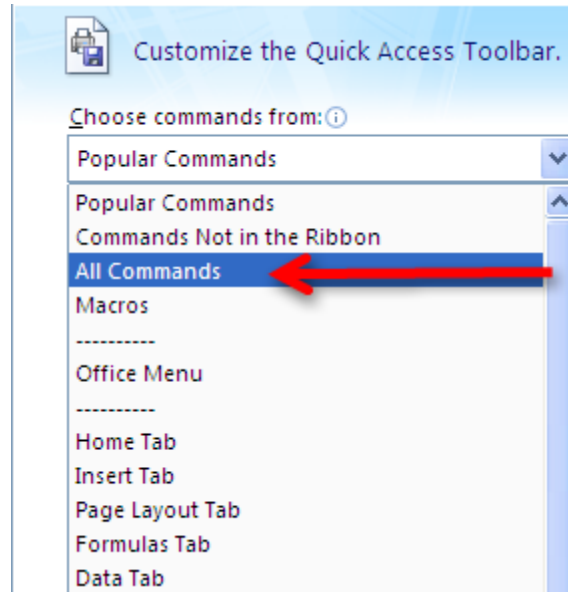 Customize the Quick Access Toolbar.
Choose commands from:
Popular Commands
Popular Commands
Commands Not in the Ribbon
All Commands
Macros
----------
Office Menu
----------
Home Tab
Insert Tab
Page Layout Tab
Formulas Tab
Data Tab